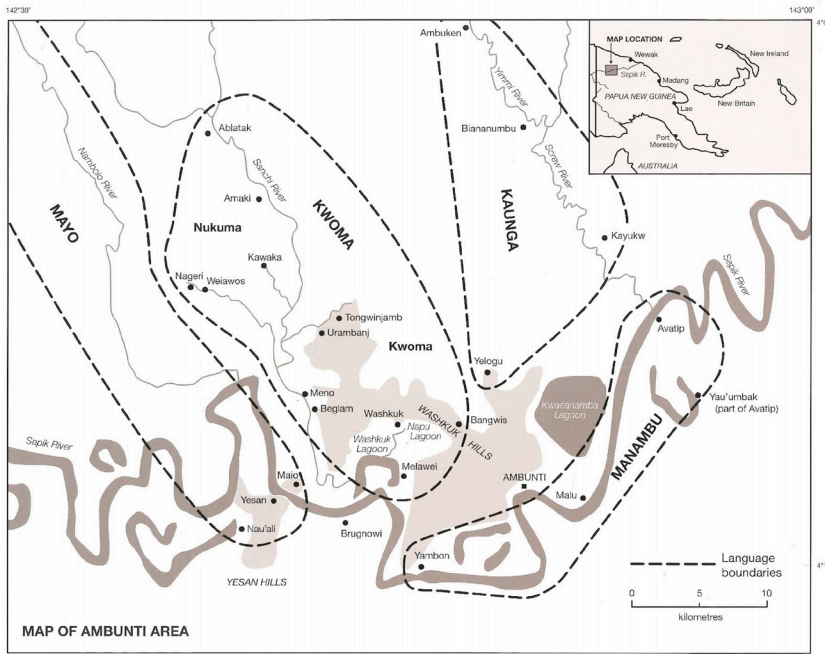 142°30'
143°00'
4°
Ambuken
MAP LOCATION
Wewak
New Ireland
Sepik R.
Madang
PAPUA NEW GUINEA
Lae
New Britain
Port
Moresby
AUSTRALIA
Yimmi River
Biananumbu
Screw River
Ablatak
Sanchi River
Nambolo River
MAYO
Amaki
KWOMA
KAUNGA
Nukuma
Kayukw
Kawaka
Sepik River
Nageri
Weiawos
Tongwinjamb
Urambanj
Avatip
Kwoma
Yelogu
Meno
Beglam
Yau'umbak
(part of Avatip)
Kwasanamba
Lagoon
Washkuk
WASHKUK
HILLS
Bangwis
Napu
Lagoon
Washkuk
Lagoon
MANAMBU
Sepik River
Melawei
Maio
AMBUNTI
Malu
Yesan
Nau'ali
Brugnowi
Yambon
Language
boundaries
4°
YESAN HILLS
0
5
10
kilometres
MAP OF AMBUNTI AREA